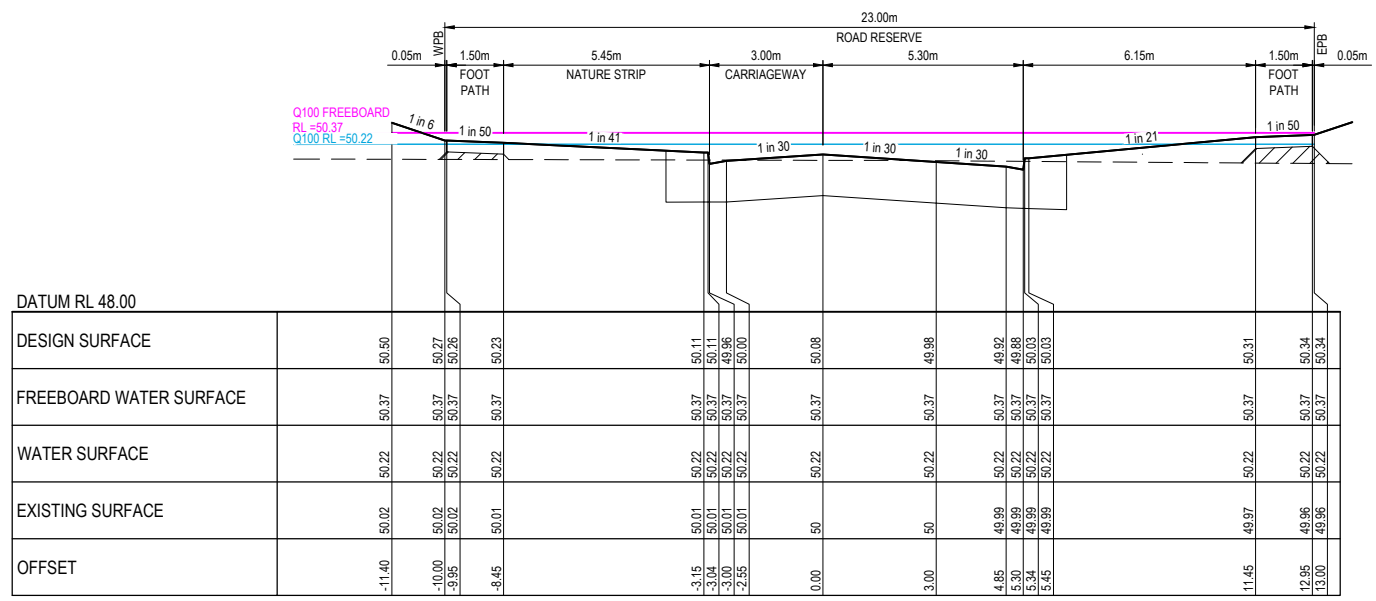 23.00m
ROAD RESERVE
WPB
EPB
0.05m 1.50m 5.45m 3.00m 5.30m 6.15m 1.50m 0.05m
FOOT PATH
NATURE STRIP
CARRIAGEWAY
FOOT PATH
Q100 FREEBOARD
RL =50.37
Q100 RL =50.22
1 in 6 1 in 50 1 in 41 1 in 30 1 in 30 1 in 30 1 in 21 1 in 50
DATUM RL 48.00
DESIGN SURFACE 50.50 50.27 50.26 50.23 50.11 50.11 49.96 50.00 50.08 49.98 49.92 49.88 50.03 50.03 50.31 50.34 50.34
FREEBOARD WATER SURFACE 50.37 50.37 50.37 50.37 50.37 50.37 50.37 50.37 50.37 50.37 50.37 50.37 50.37 50.37 50.37 50.37 50.37
WATER SURFACE 50.22 50.22 50.22 50.22 50.22 50.22 50.22 50.22 50.22 50.22 50.22 50.22 50.22 50.22 50.22 50.22 50.22
EXISTING SURFACE 50.02 50.02 50.02 50.01 50.01 50.01 50.01 50.01 50 50 49.99 49.99 49.99 49.99 49.97 49.96 49.96
OFFSET -11.40 -10.00 -9.95 -8.45 -3.15 -3.04 -3.00 -2.55 0.00 3.00 4.85 5.30 5.34 5.45 11.45 12.95 13.00